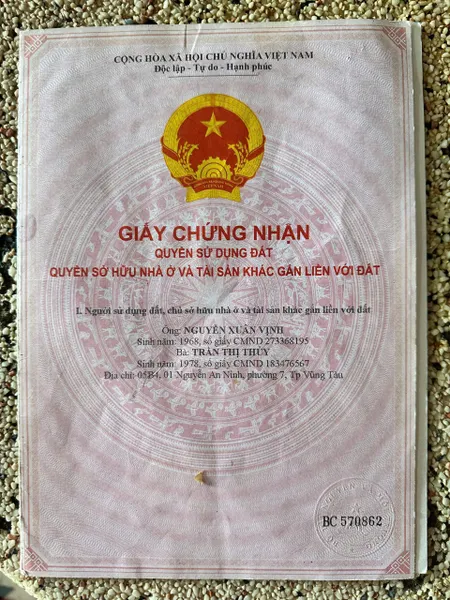 CỘNG HÒA XÃ HỘI CHỦ NGHĨA VIỆT NAM
Độc lập - Tự do - Hạnh phúc
GIẤY CHỨNG NHẬN
QUYỀN SỬ DỤNG ĐẤT
QUYỀN SỞ HỮU NHÀ Ở VÀ TÀI SẢN KHÁC GẮN LIỀN VỚI ĐẤT
I. Người sử dụng đất, chủ sở hữu nhà ở và tài sản khác gắn liền với đất
Ông: NGUYỄN XUÂN VỊNH
Sinh năm: 1968, số giấy CMND 273368195
Bà: TRẦN THỊ THỦY
Sinh năm: 1978, số giấy CMND 183476567
Địa chỉ: 05B4, 01 Nguyễn An Ninh, phường 7, Tp Vũng Tàu
BC 570862